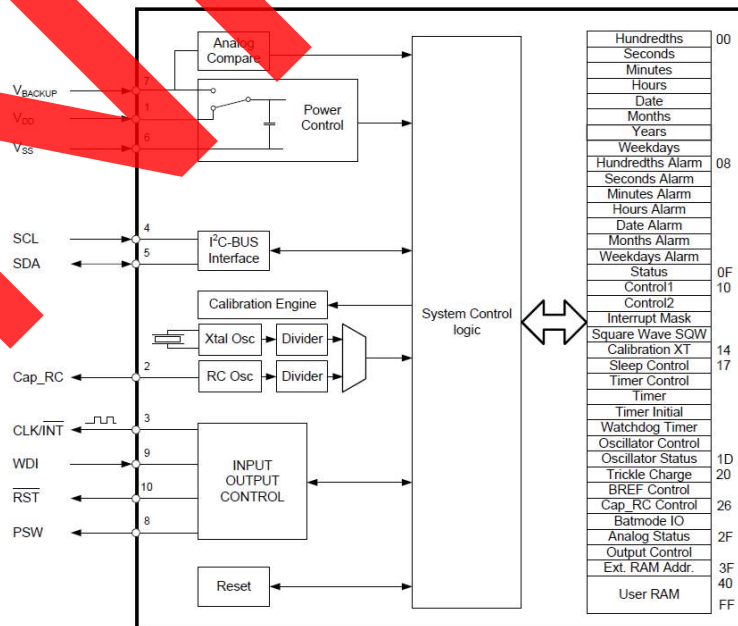 Analog
Compare
7
V_BACKUP
1
V_DD
Power
Control
6
V_SS
4
SCL
I²C-BUS
Interface
5
SDA
Calibration Engine
Xtal Osc
Divider
RC Osc
Divider
2
Cap_RC
3
CLK/INT
9
WDI
10
RST
8
PSW
INPUT
OUTPUT
CONTROL
Reset
System Control
logic
Hundredths 00
Seconds
Minutes
Hours
Date
Months
Years
Weekdays
Hundredths Alarm 08
Seconds Alarm
Minutes Alarm
Hours Alarm
Date Alarm
Months Alarm
Weekdays Alarm
Status 0F
Control1 10
Control2
Interrupt Mask
Square Wave SQW
Calibration XT 14
Sleep Control 17
Timer Control
Timer
Timer Initial
Watchdog Timer
Oscillator Control
Oscillator Status 1D
Trickle Charge 20
BREF Control
Cap_RC Control 26
Batmode IO
Analog Status 2F
Output Control
Ext. RAM Addr. 3F
40
User RAM
FF